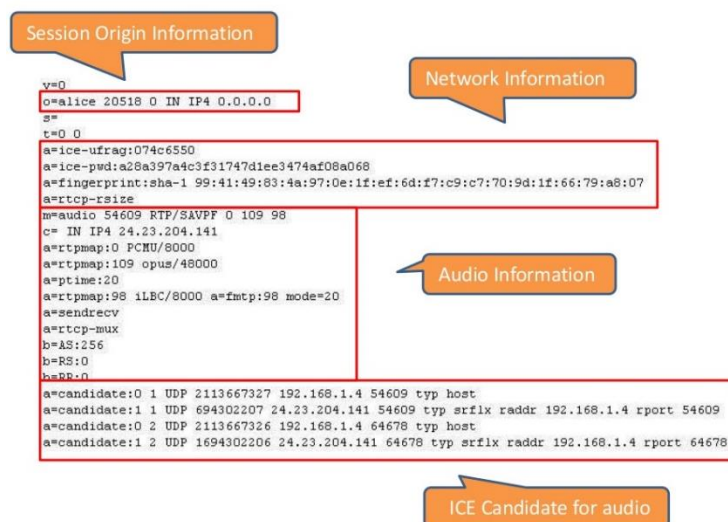 Session Origin Information
Network Information
v=0
o=alice 20518 0 IN IP4 0.0.0.0
s=
t=0 0
a=ice-ufrag:074c6550
a=ice-pwd:a28a397a4c3f31747d1ee3474af08a068
a=fingerprint:sha-1 99:41:49:83:4a:97:0e:1f:ef:6d:f7:c9:c7:70:9d:1f:66:79:a8:07
a=rtcp-rsize
m=audio 54609 RTP/SAVPF 0 109 98
c= IN IP4 24.23.204.141
a=rtpmap:0 PCMU/8000
a=rtpmap:109 opus/48000
a=ptime:20
a=rtpmap:98 iLBC/8000 a=fmtp:98 mode=20
a=sendrecv
a=rtcp-mux
b=AS:256
b=RS:0
b=RR:0
Audio Information
a=candidate:0 1 UDP 2113667327 192.168.1.4 54609 typ host
a=candidate:1 1 UDP 694302207 24.23.204.141 54609 typ srflx raddr 192.168.1.4 rport 54609
a=candidate:0 2 UDP 2113667326 192.168.1.4 64678 typ host
a=candidate:1 2 UDP 1694302206 24.23.204.141 64678 typ srflx raddr 192.168.1.4 rport 64678
ICE Candidate for audio